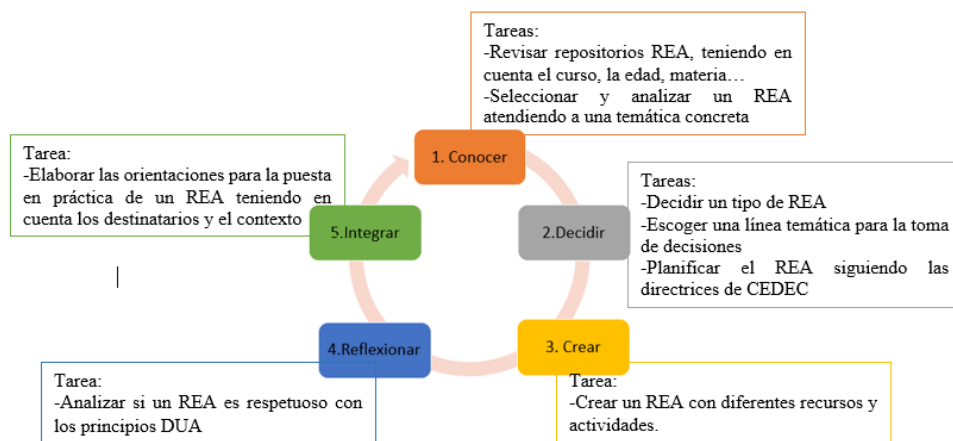 Tareas:
-Revisar repositorios REA, teniendo en
cuenta el curso, la edad, materia…
-Seleccionar y analizar un REA
atendiendo a una temática concreta
1. Conocer
Tareas:
-Decidir un tipo de REA
-Escoger una línea temática para la toma
de decisiones
-Planificar el REA siguiendo las
directrices de CEDEC
2.Decidir
3. Crear
Tarea:
-Crear un REA con diferentes recursos y
actividades.
4.Reflexionar
Tarea:
-Analizar si un REA es respetuoso con
los principios DUA
5.Integrar
Tarea:
-Elaborar las orientaciones para la puesta
en práctica de un REA teniendo en
cuenta los destinatarios y el contexto